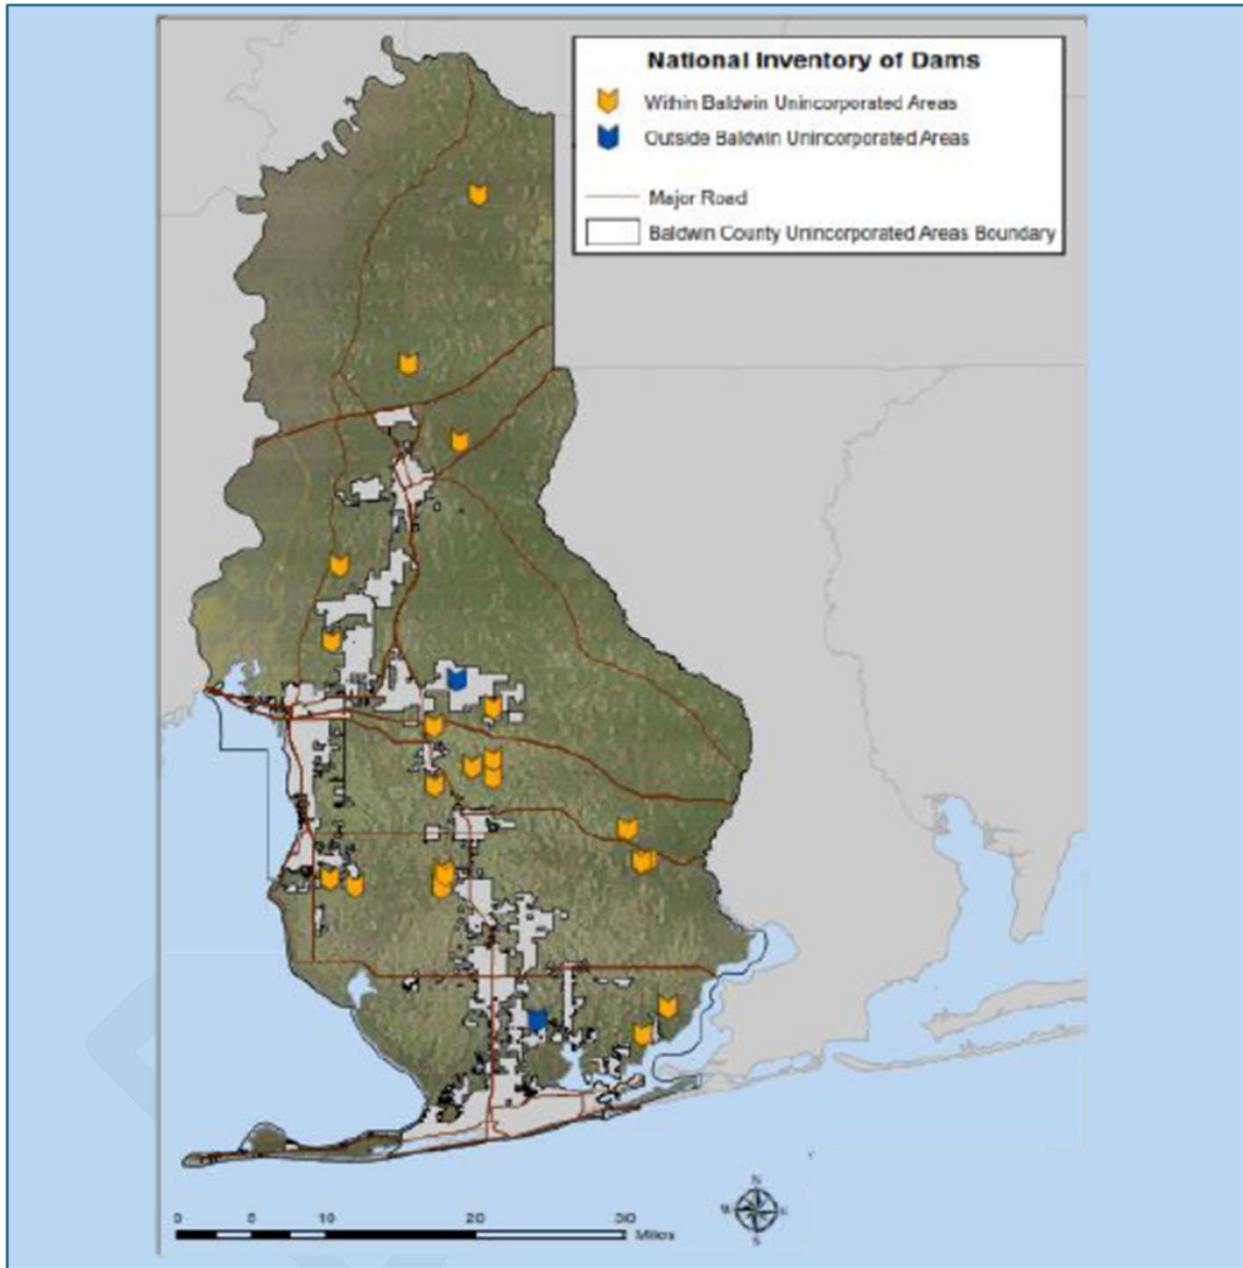 National Inventory of Dams
Within Baldwin Unincorporated Areas
Outside Baldwin Unincorporated Areas
Major Road
Baldwin County Unincorporated Areas Boundary
N
W E
S
0 5 10 20 30
Miles